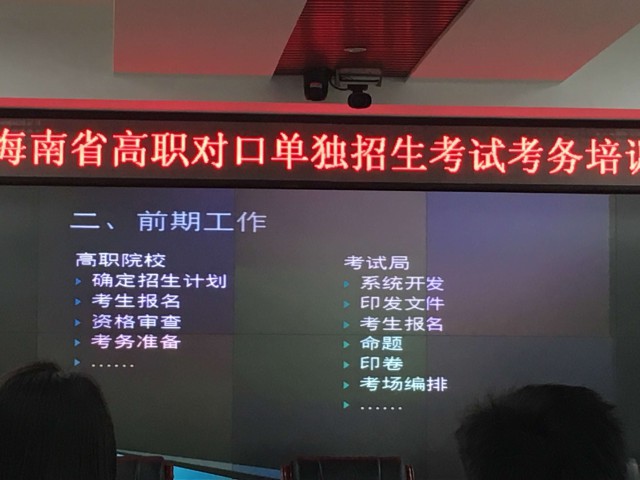 海南省高职对口单独招生考试考务培训
二、前期工作
高职院校
确定招生计划
考生报名
资格审查
考务准备
......
考试局
系统开发
印发文件
考生报名
命题
印卷
考场编排
......